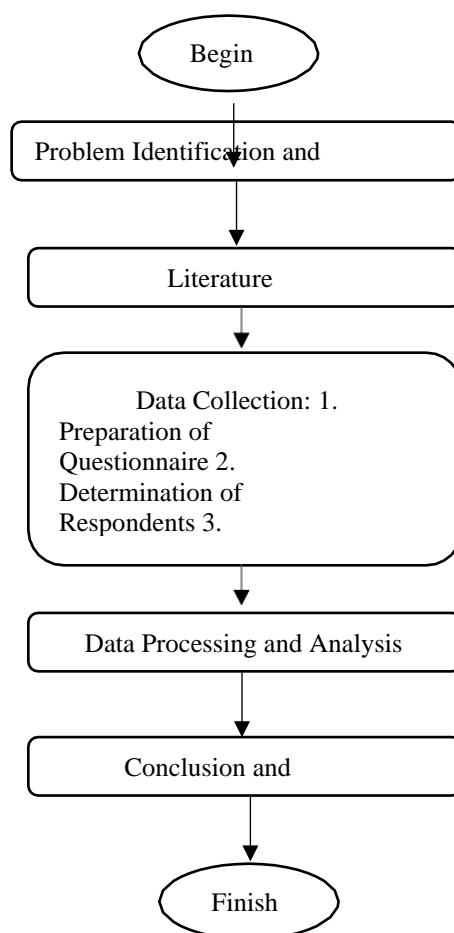 Begin
Problem Identification and
Literature
Data Collection: 1.
Preparation of
Questionnaire 2.
Determination of
Respondents 3.
Data Processing and Analysis
Conclusion and
Finish